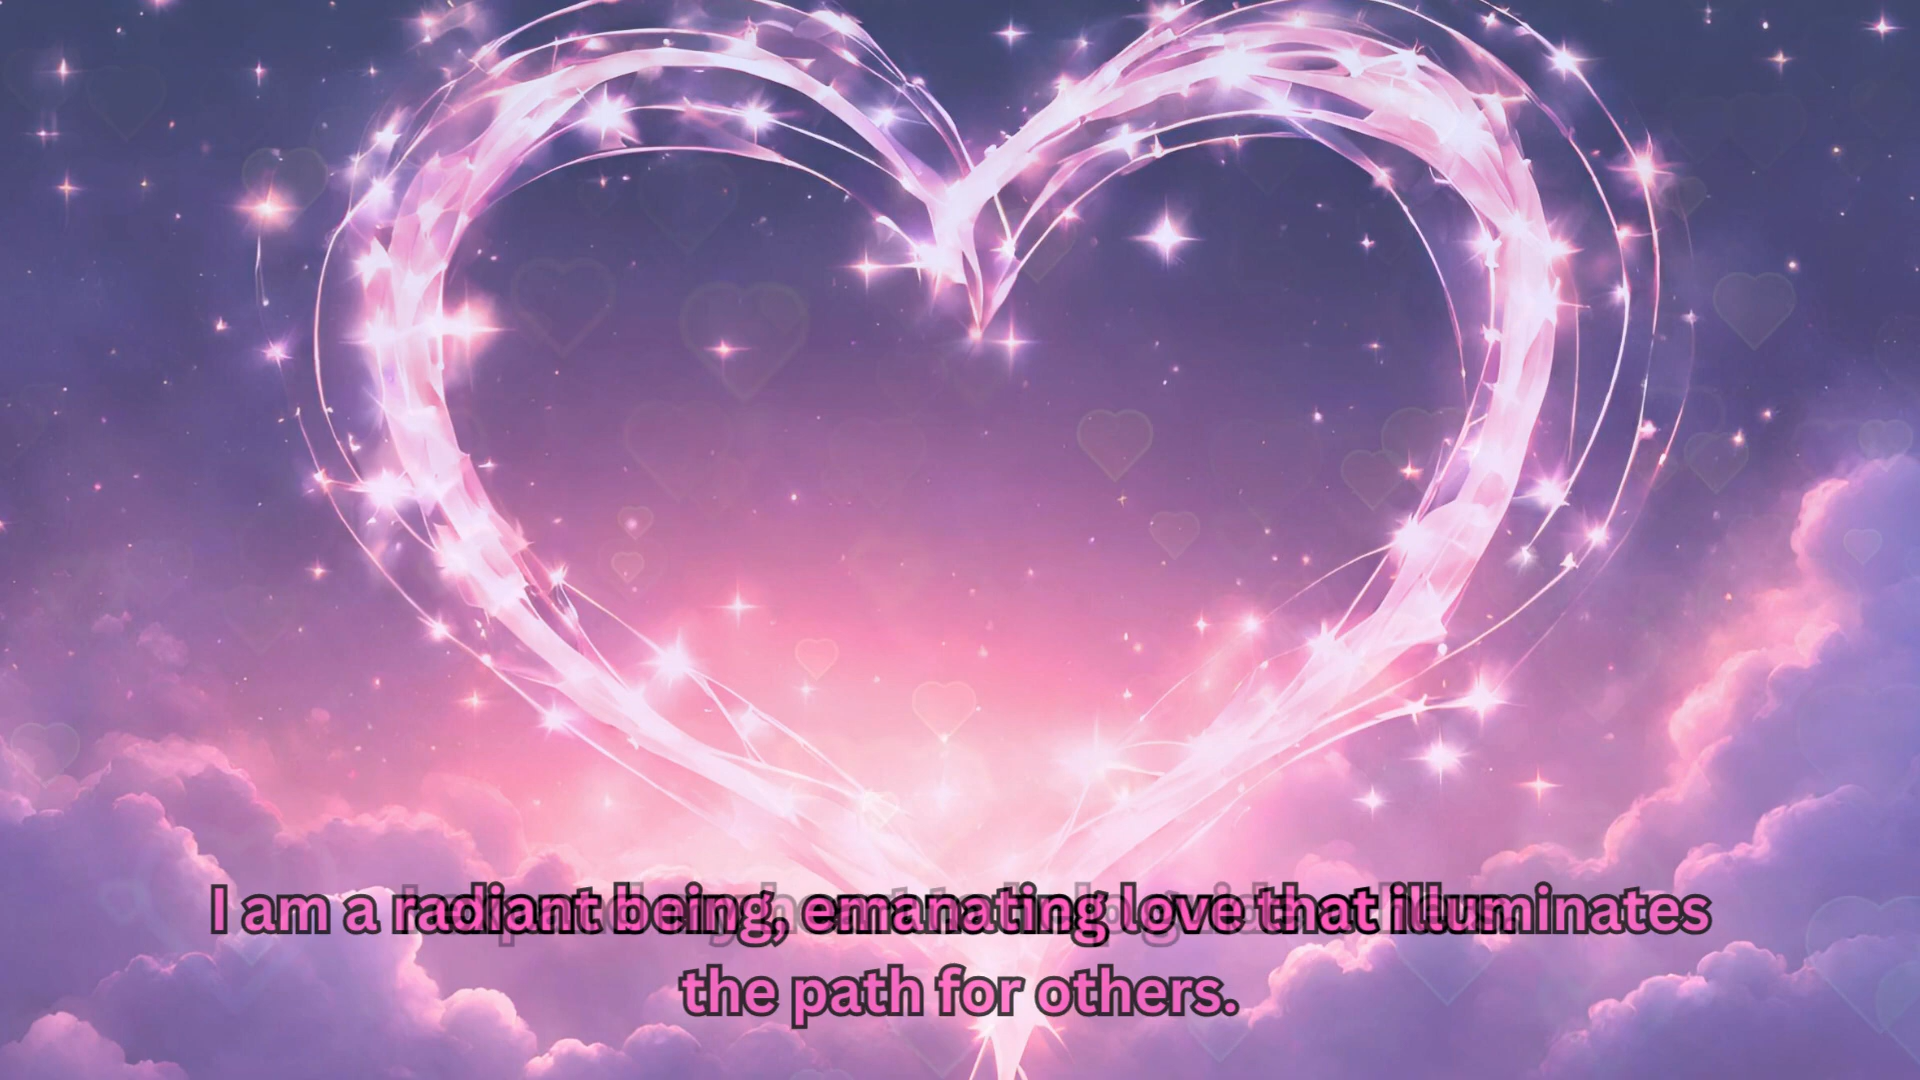 I am a radiant being, emanating love that illuminates
the path for others.